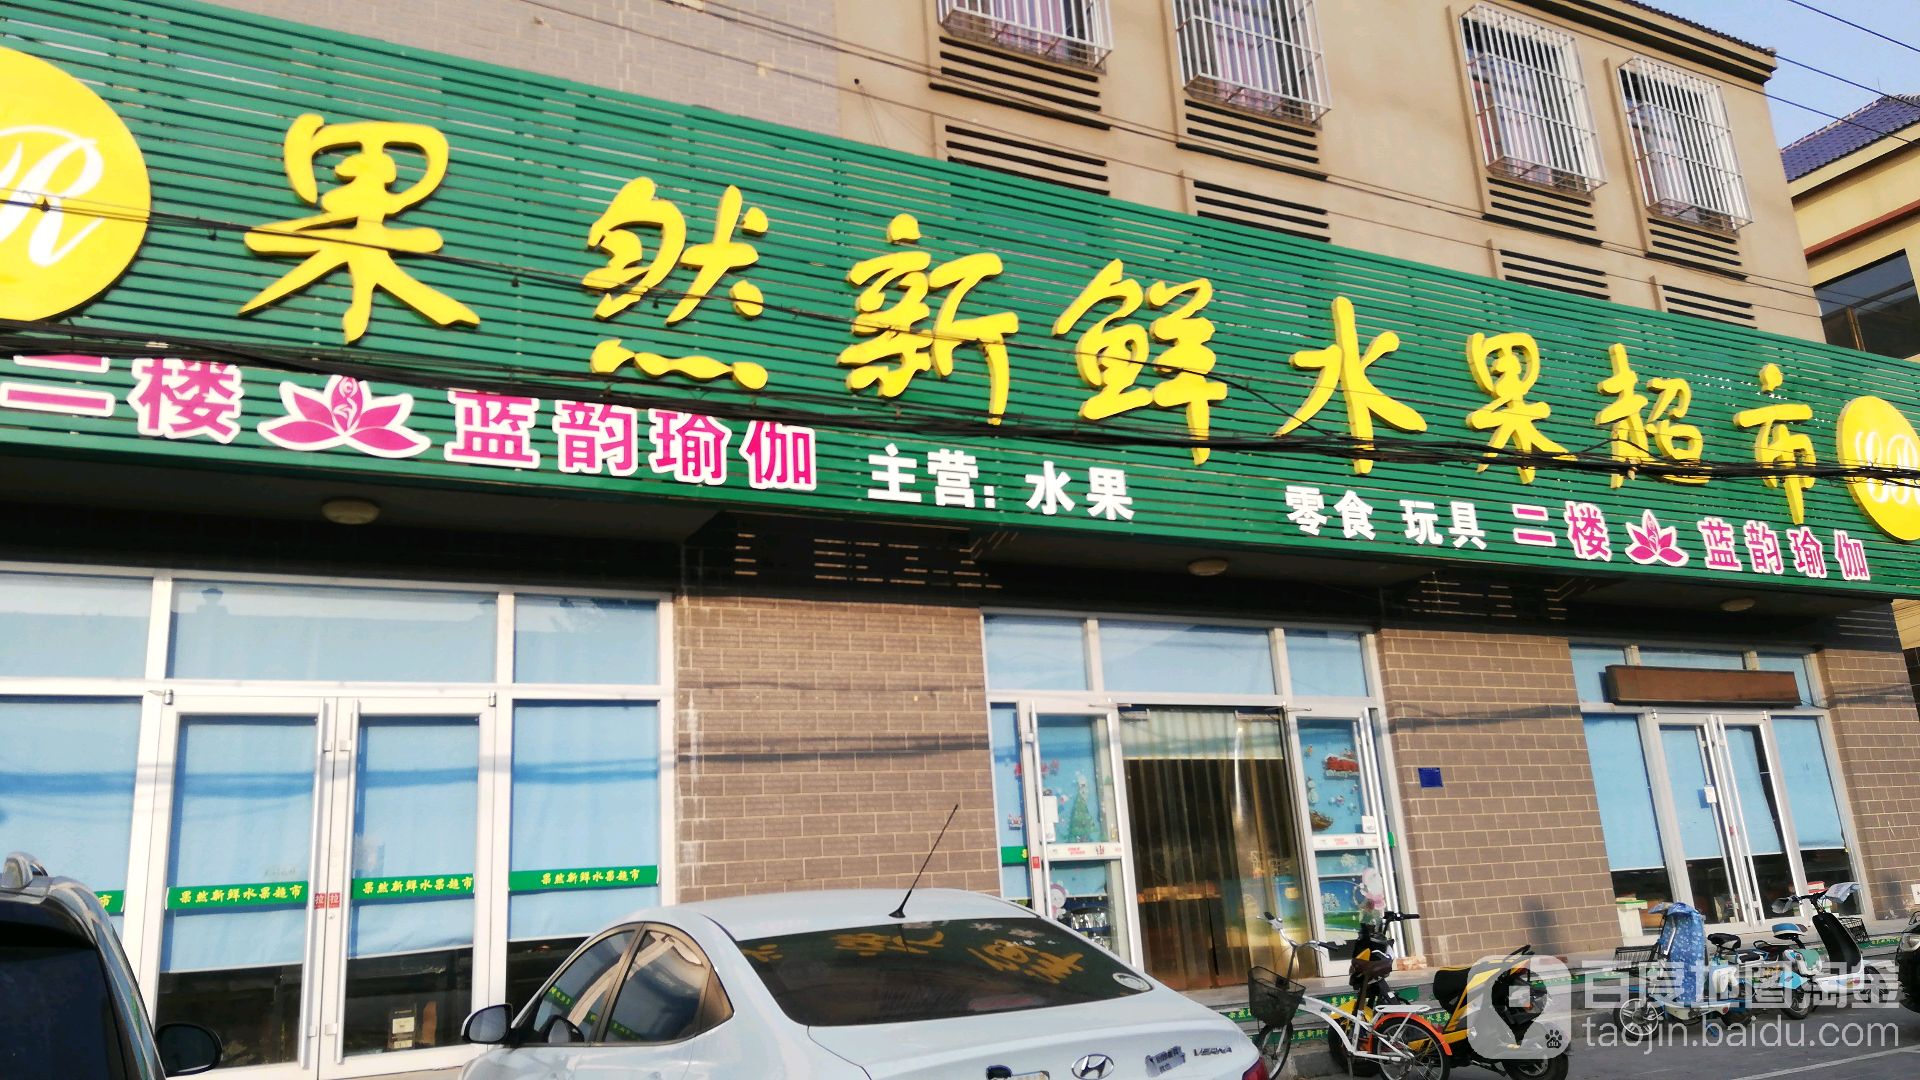 R
果然新鲜水果超市
二楼 蓝韵瑜伽 主营：水果 零食 玩具 二楼 蓝韵瑜伽
果然新鲜水果超市
果然新鲜水果超市
果然新鲜水果超市
拉 拉
VERNA
百度地图淘金
taojin.baidu.com